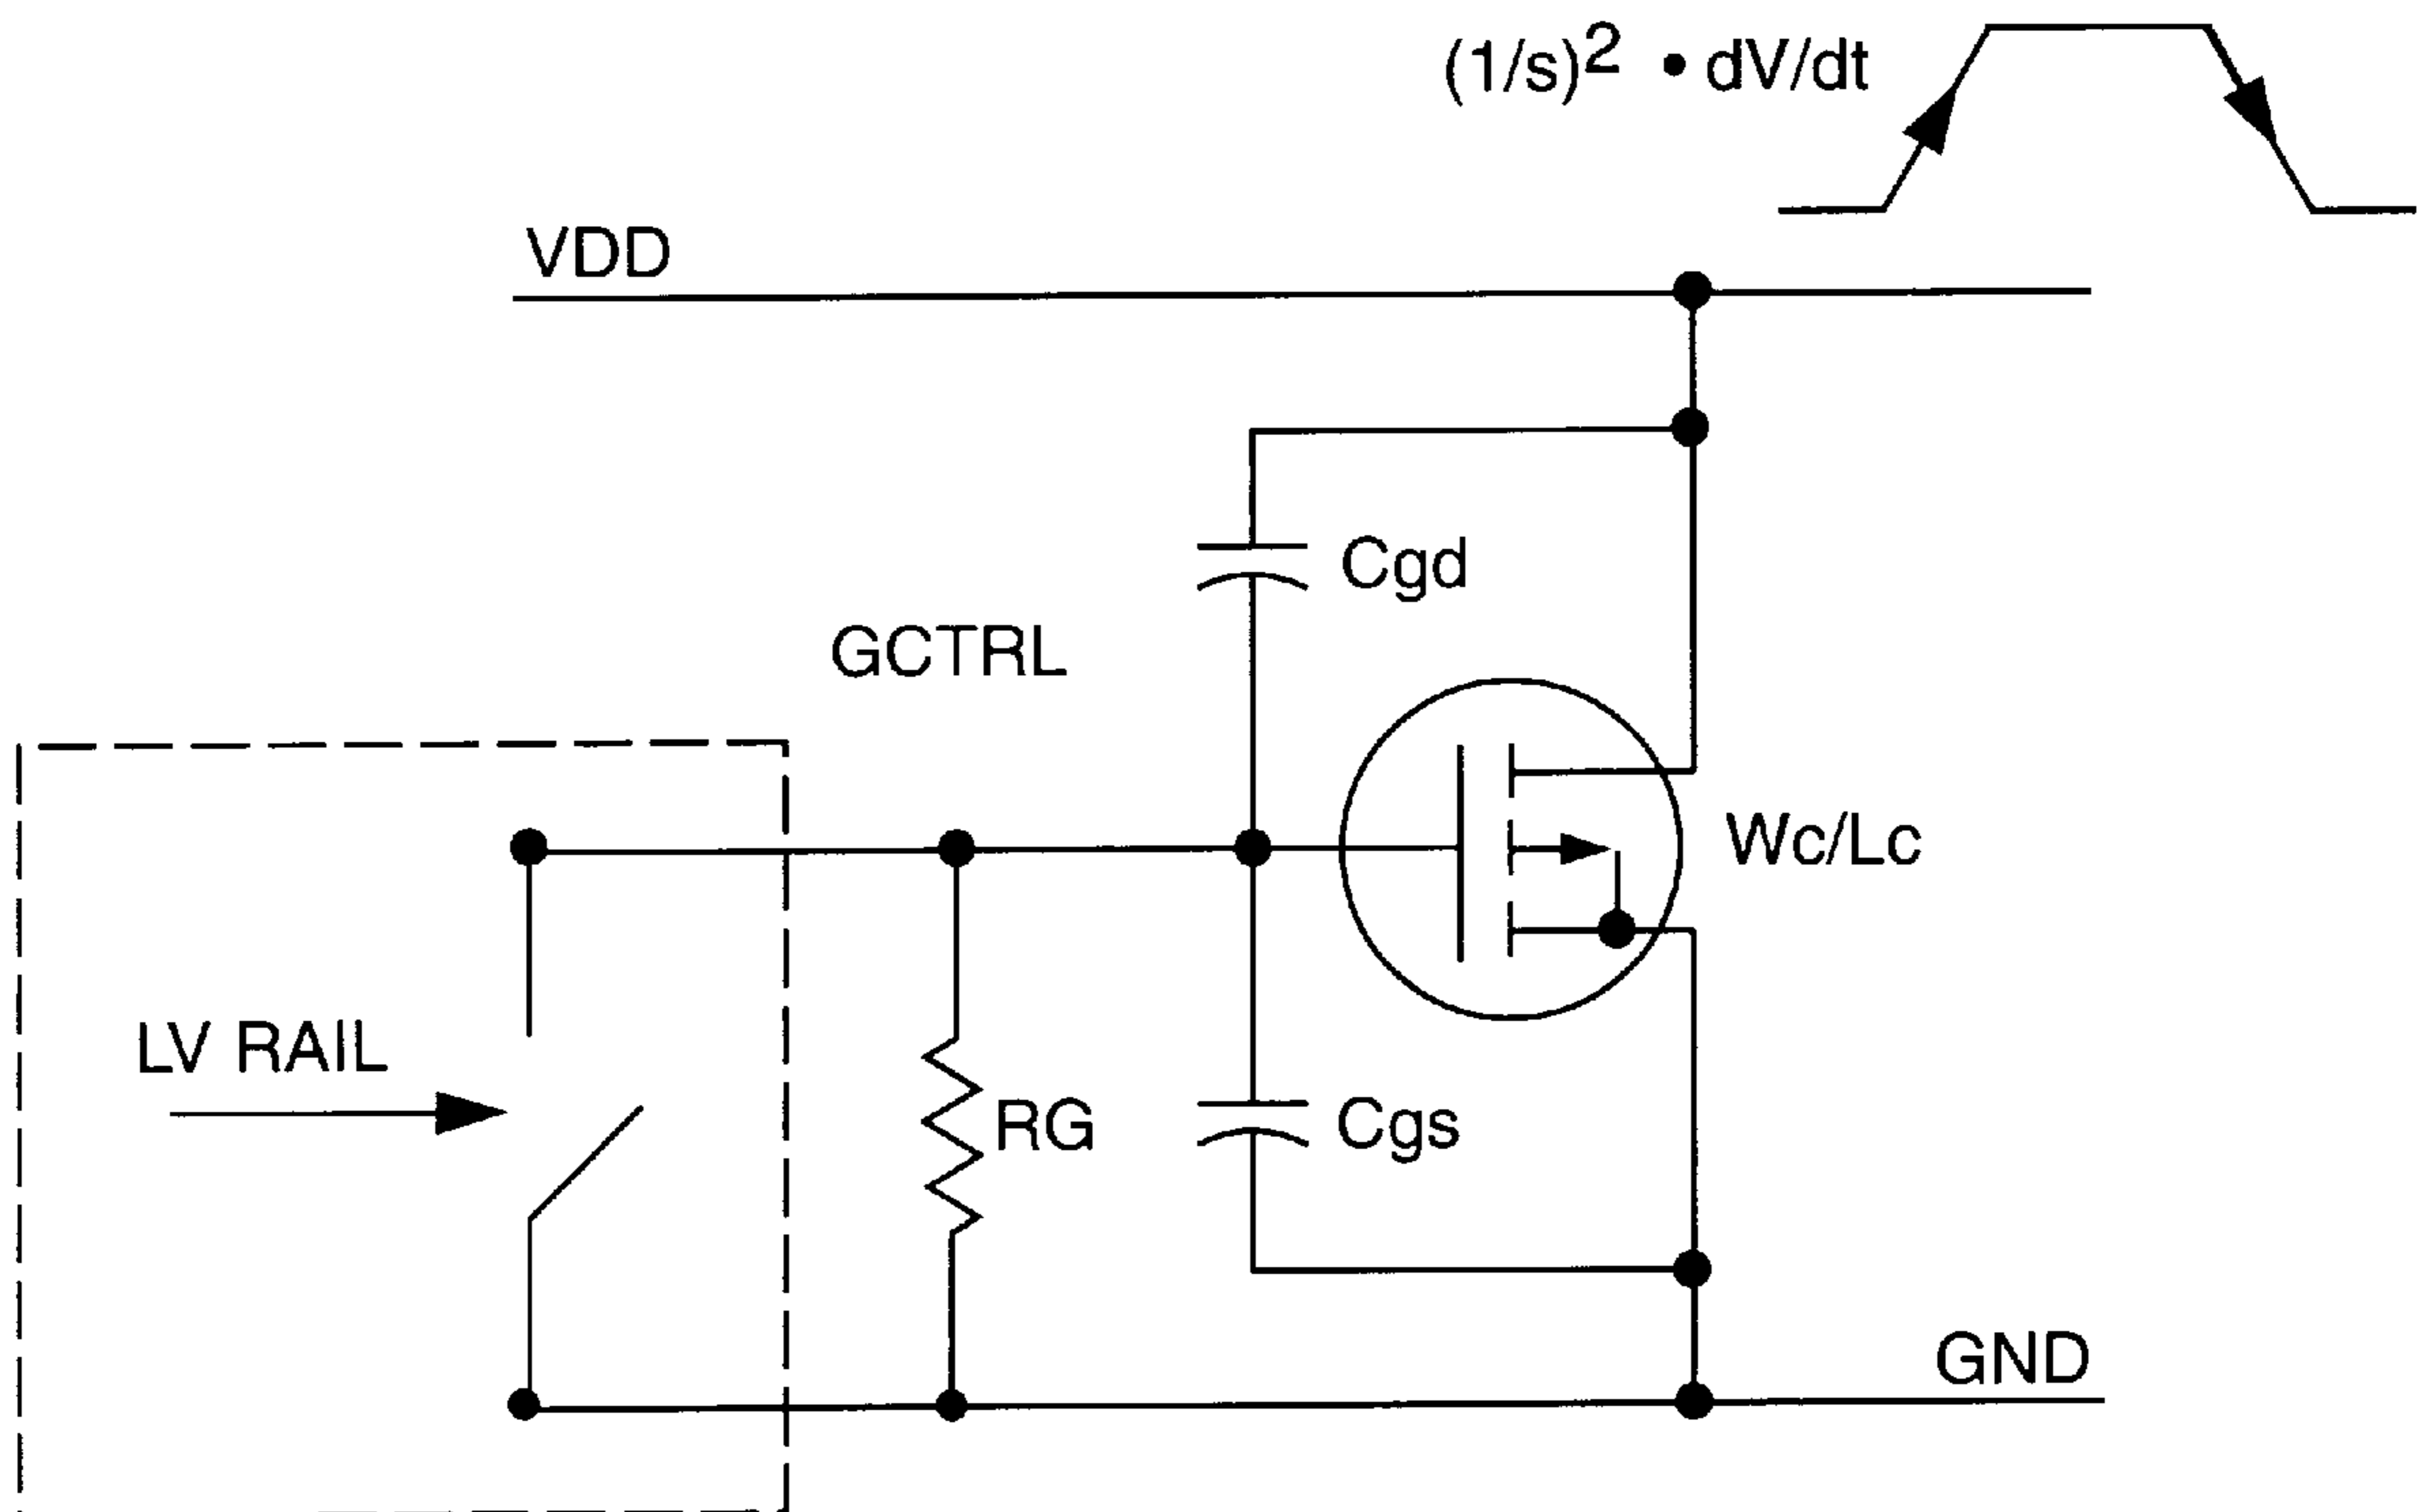 (1/s)² • dV/dt
VDD
Cgd
GCTRL
Wc/Lc
LV RAIL
RG
Cgs
GND